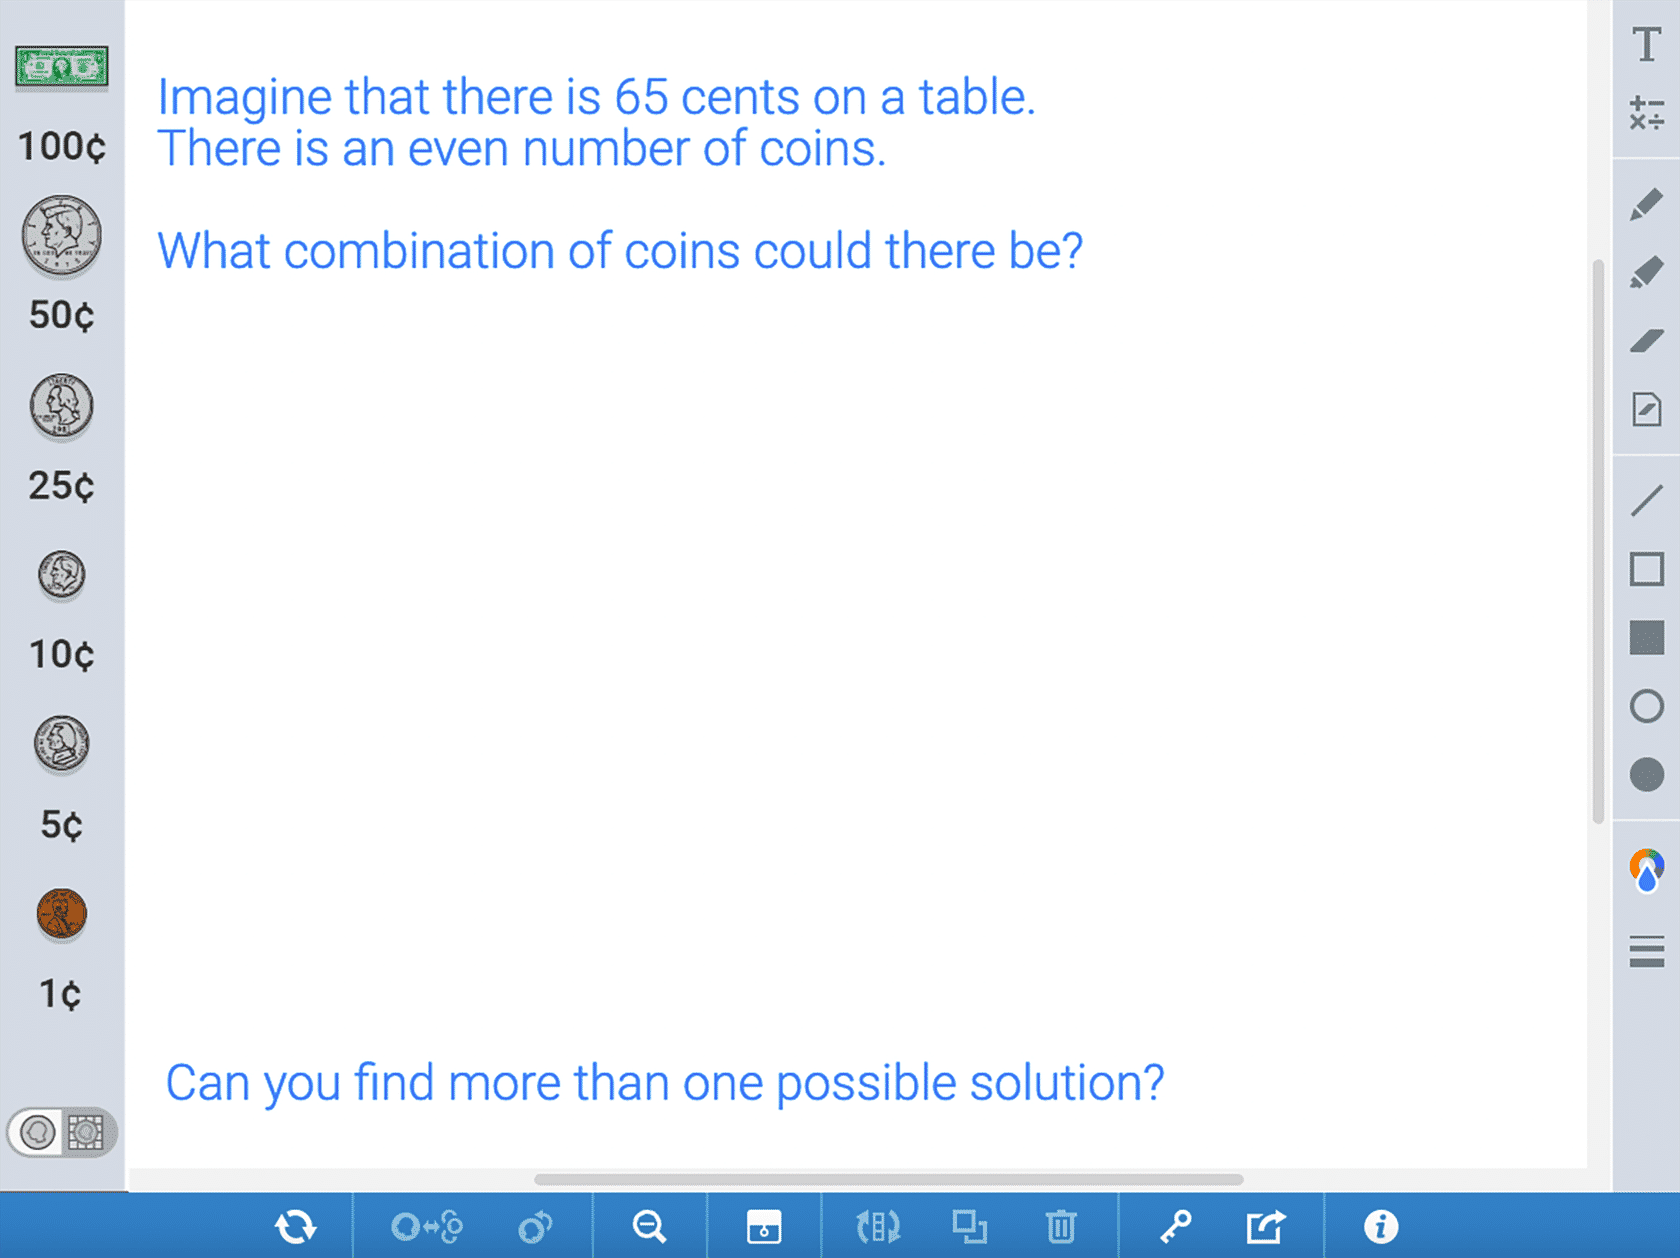 Imagine that there is 65 cents on a table.
There is an even number of coins.
What combination of coins could there be?
100¢
50¢
25¢
10¢
5¢
1¢
Can you find more than one possible solution?
T